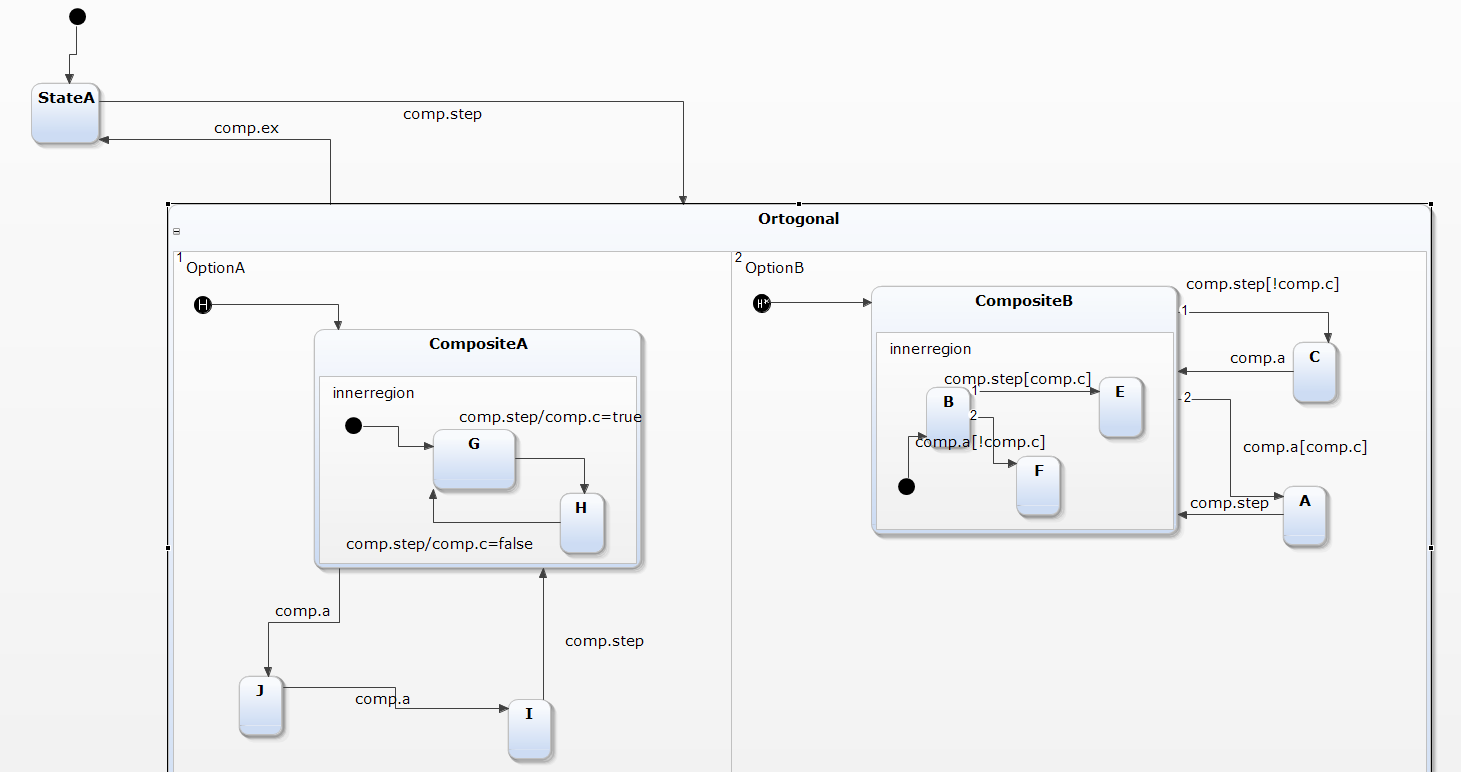 StateA
comp.step
comp.ex
Ortogonal
1
OptionA
H
CompositeA
innerregion
comp.step/comp.c=true
G
H
comp.step/comp.c=false
comp.a
comp.step
J
comp.a
I
2
OptionB
H*
CompositeB
innerregion
comp.step[comp.c]
1
B
2
E
comp.a[!comp.c]
F
comp.step[!comp.c]
1
C
comp.a
2
comp.a[comp.c]
comp.step
A